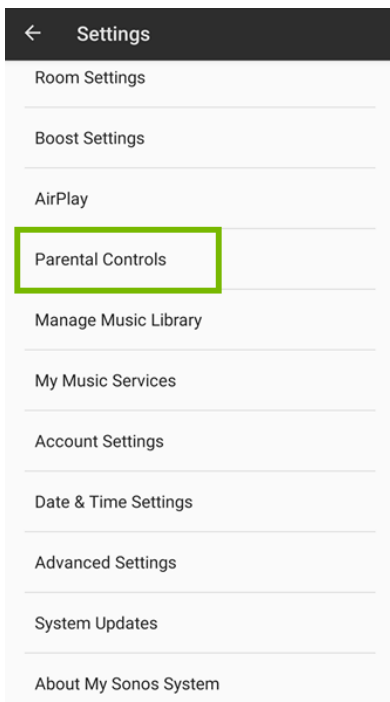 Settings
Room Settings
Boost Settings
AirPlay
Parental Controls
Manage Music Library
My Music Services
Account Settings
Date & Time Settings
Advanced Settings
System Updates
About My Sonos System